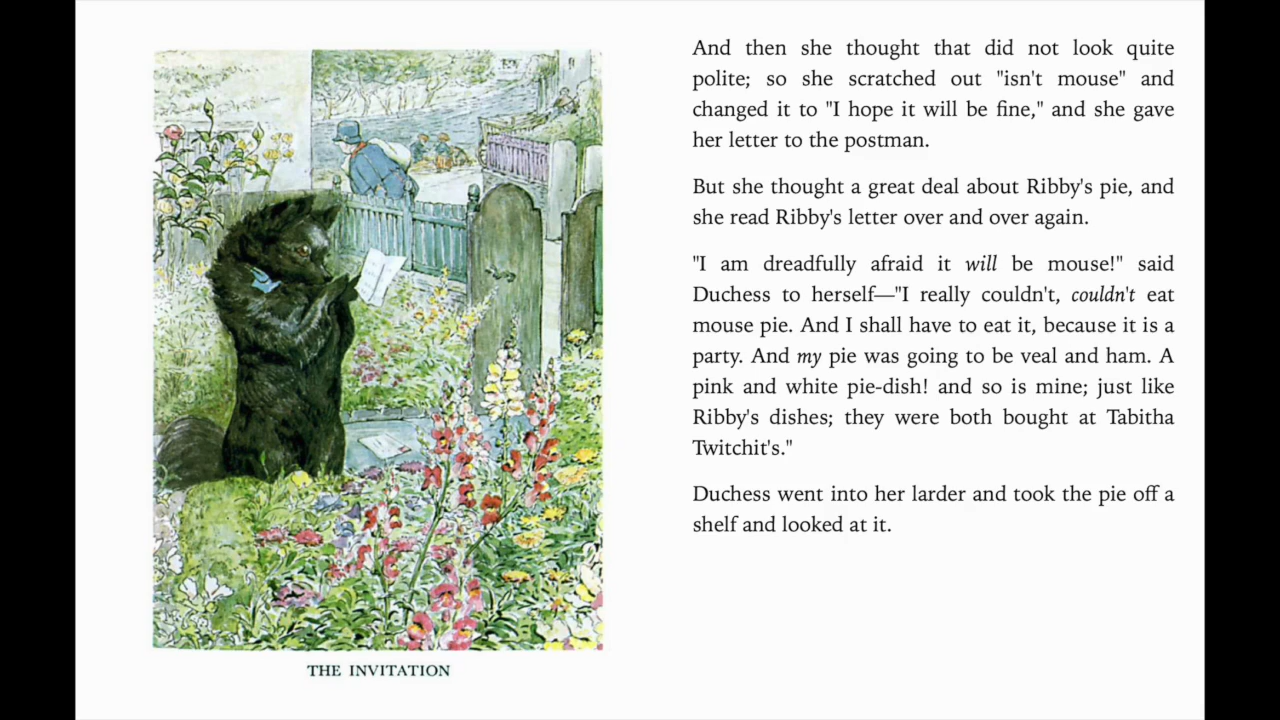 And then she thought that did not look quite
polite; so she scratched out "isn't mouse" and
changed it to "I hope it will be fine," and she gave
her letter to the postman.
But she thought a great deal about Ribby's pie, and
she read Ribby's letter over and over again.
"I am dreadfully afraid it will be mouse!" said
Duchess to herself—"I really couldn't, couldn't eat
mouse pie. And I shall have to eat it, because it is a
party. And my pie was going to be veal and ham. A
pink and white pie-dish! and so is mine; just like
Ribby's dishes; they were both bought at Tabitha
Twitchit's."
Duchess went into her larder and took the pie off a
shelf and looked at it.
THE INVITATION